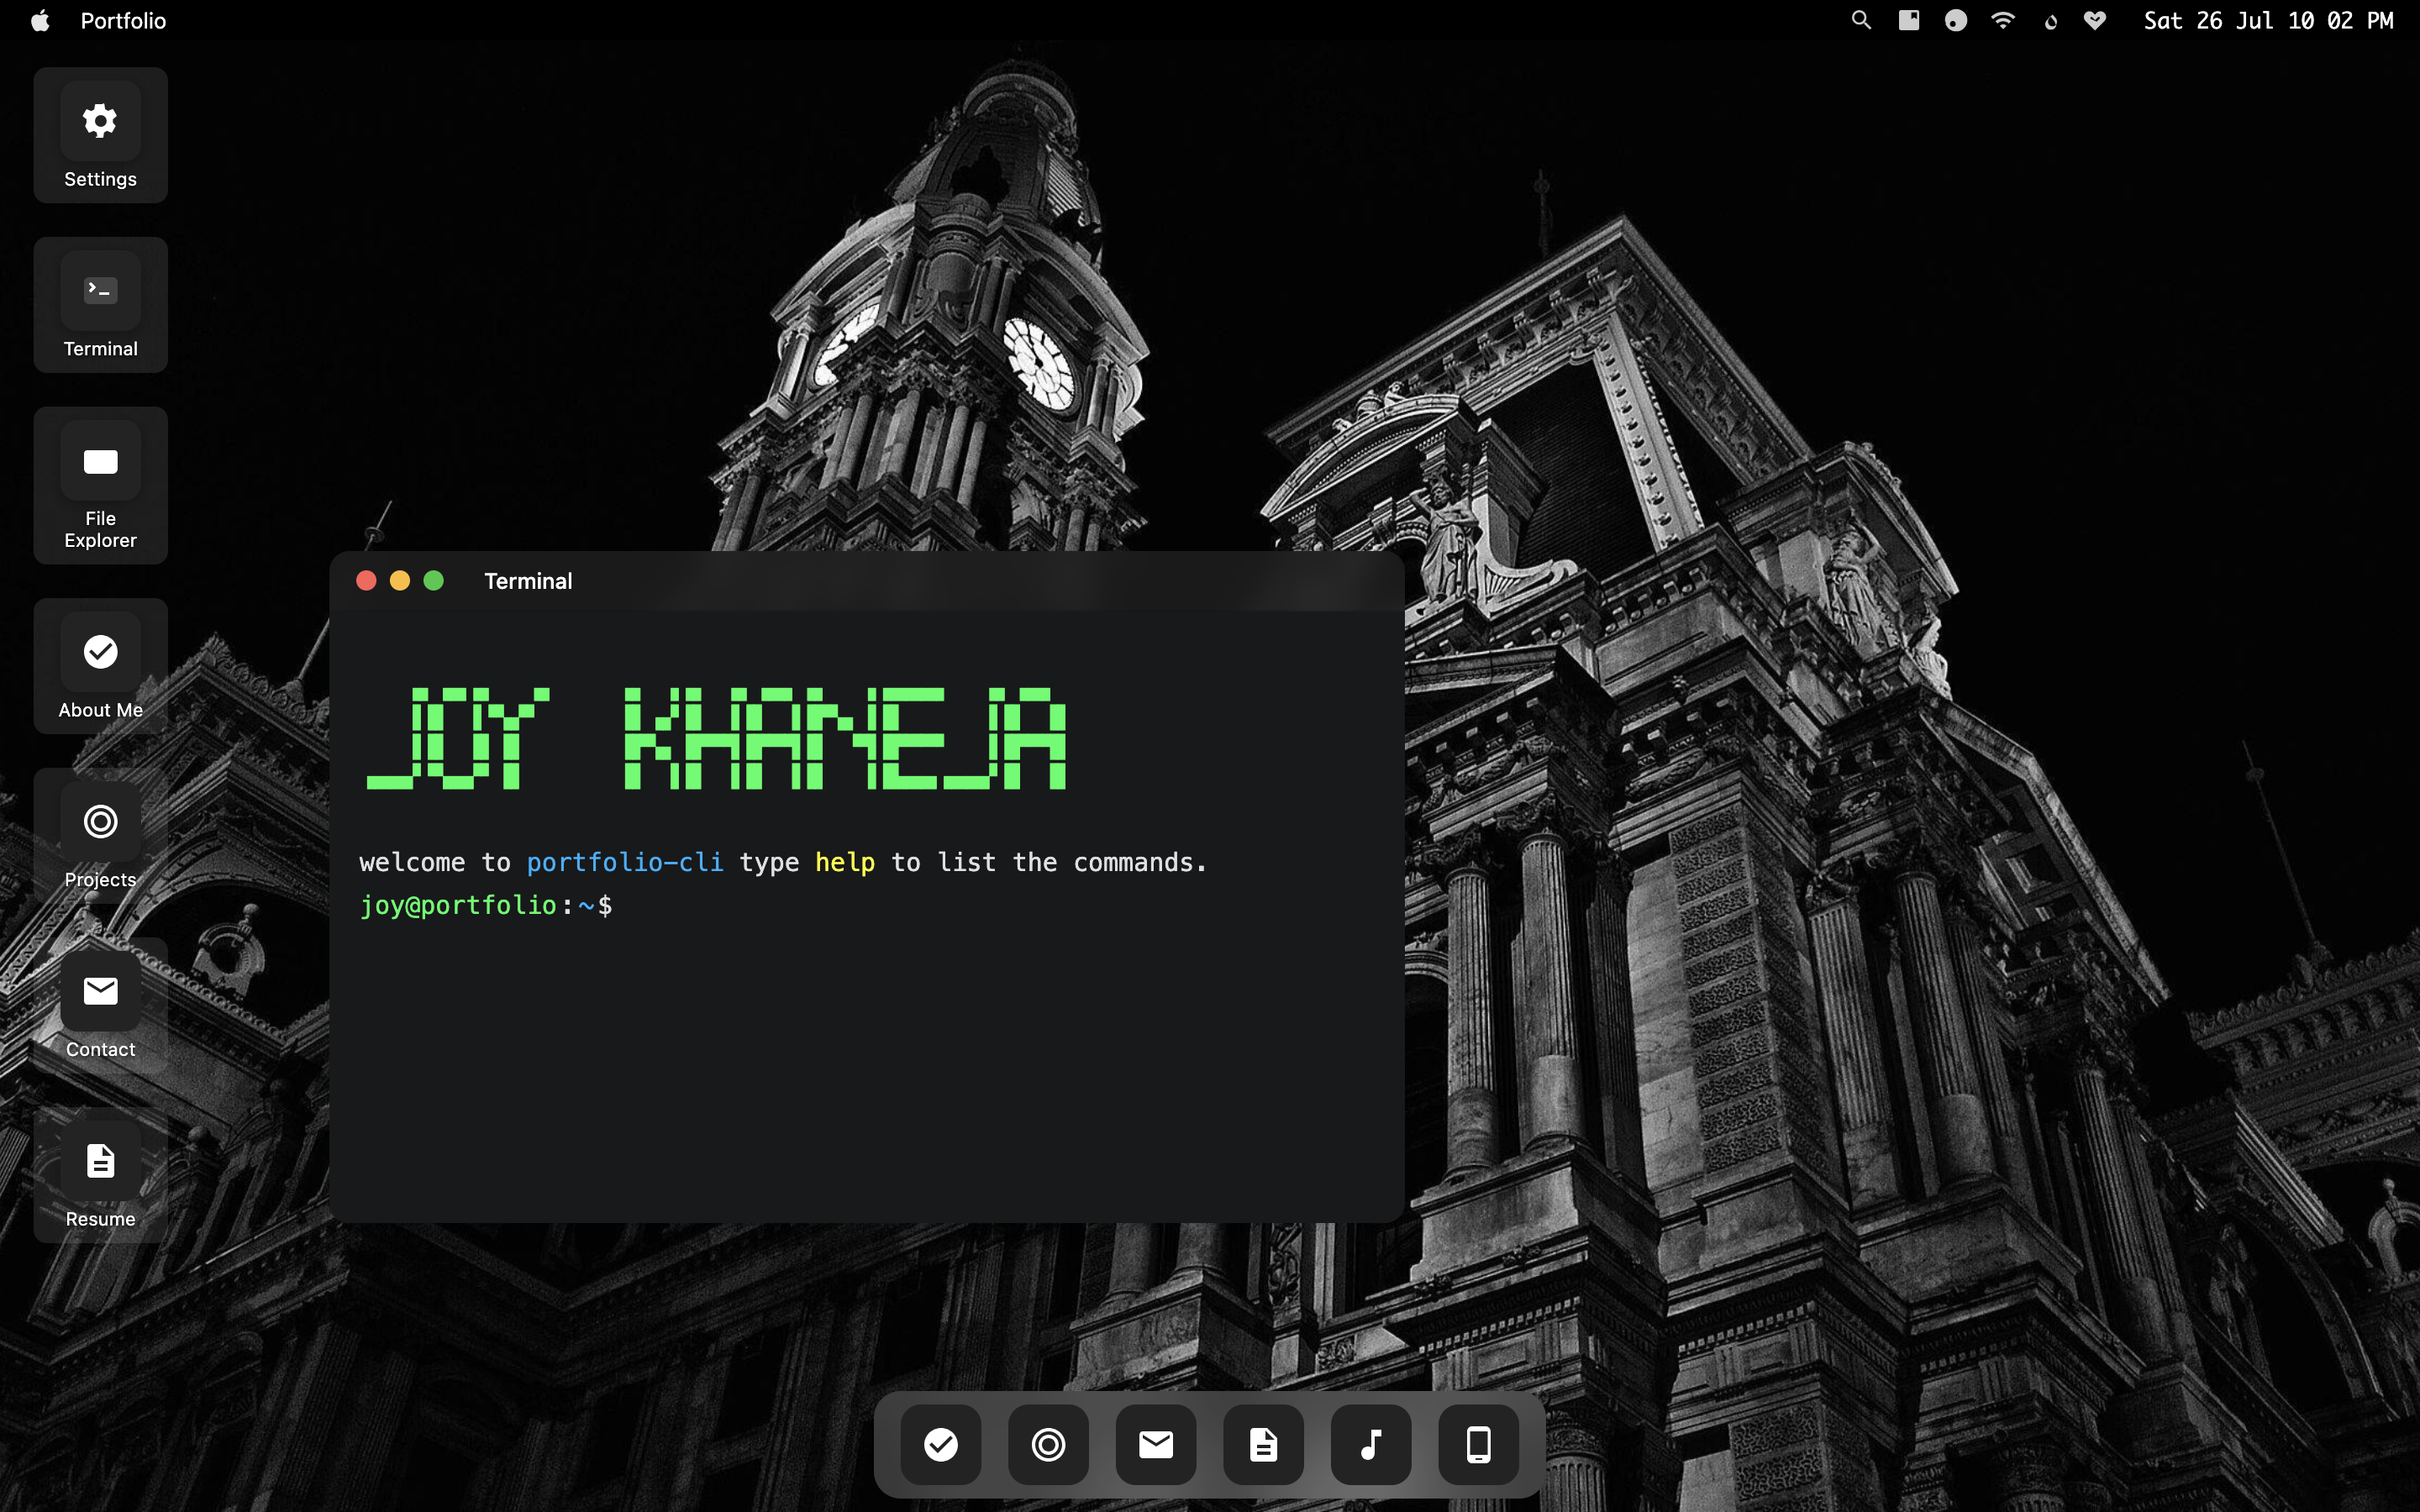 Portfolio
Sat 26 Jul 10 02 PM
Settings
Terminal
File
Explorer
About Me
Projects
Contact
Resume
Terminal
JOY KHANEJA
welcome to portfolio-cli type help to list the commands.
joy@portfolio:~$